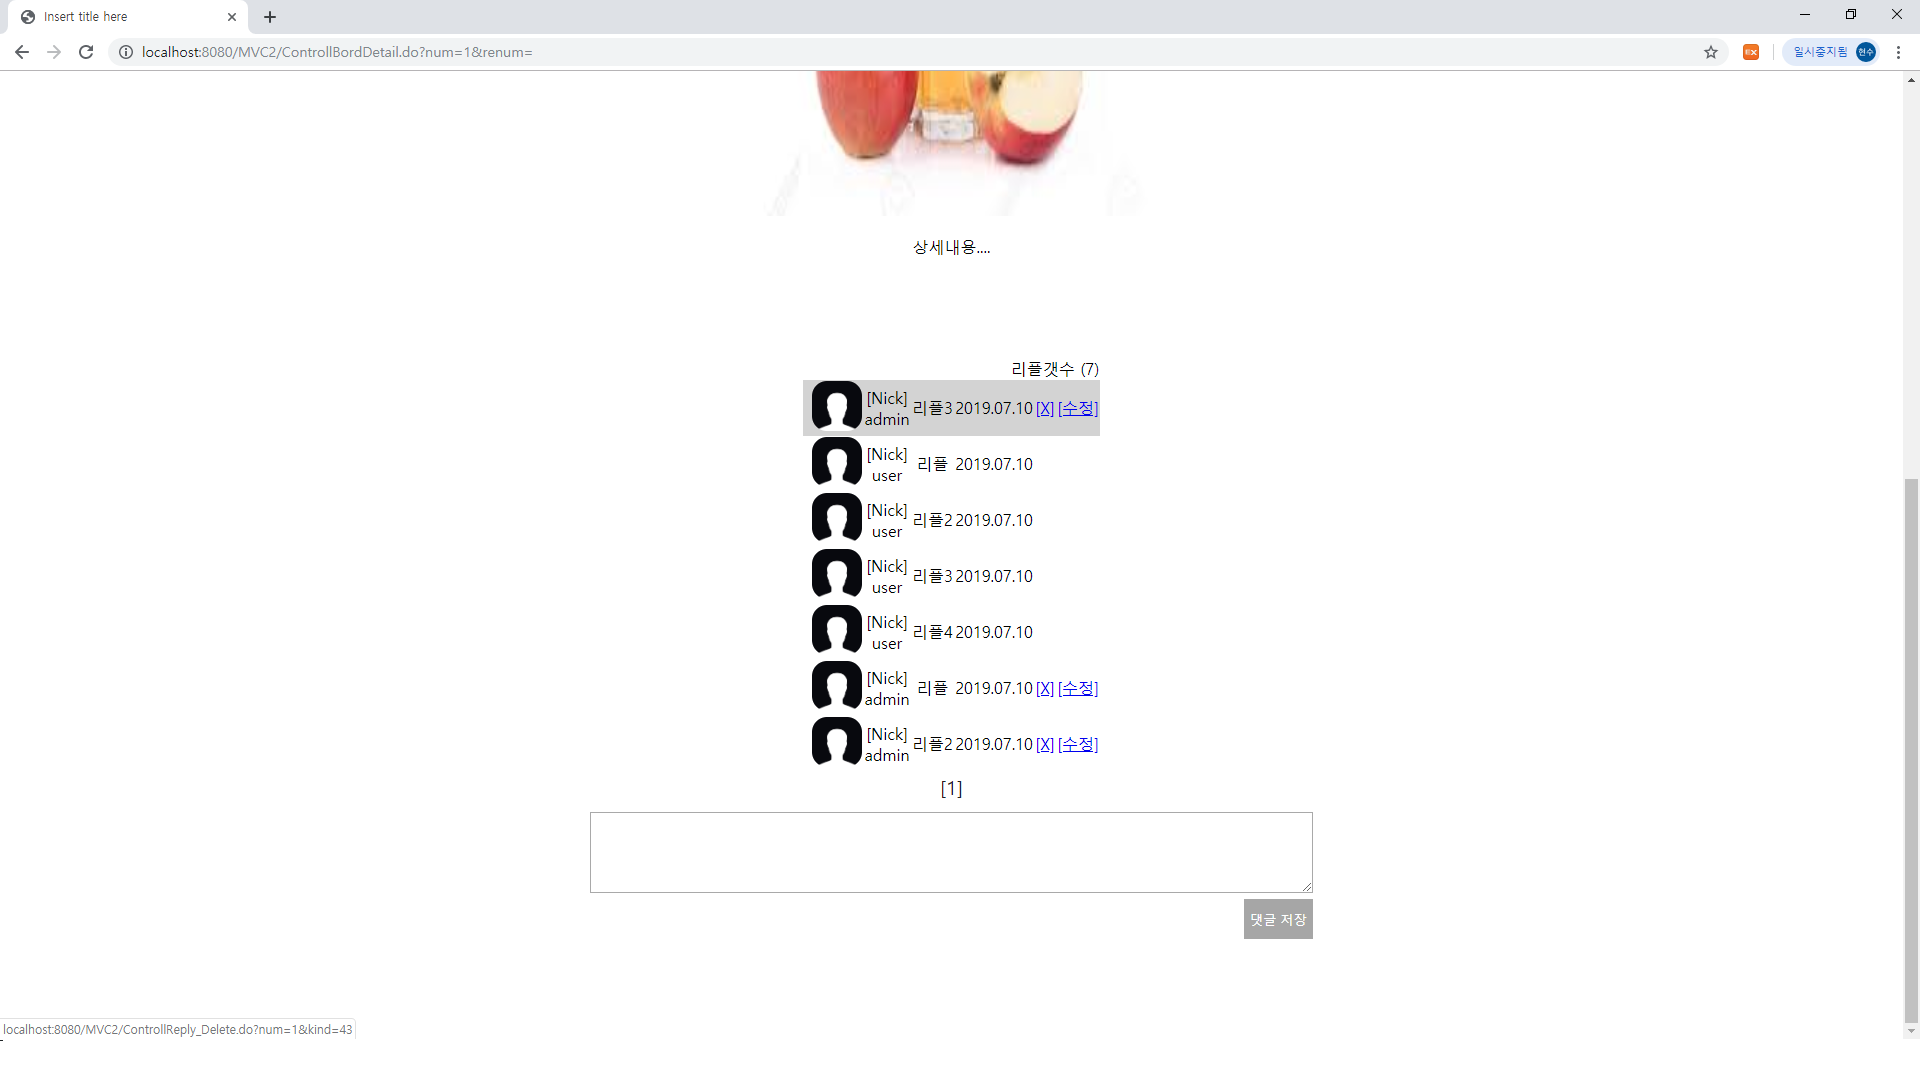 Insert title here
localhost:8080/MVC2/ControllBordDetail.do?num=1&renum=
일시중지됨
현수
상세내용....
리플갯수 (7)
[Nick]
admin
리플3 2019.07.10 [X] [수정]
[Nick]
user
리플 2019.07.10
[Nick]
user
리플2 2019.07.10
[Nick]
user
리플3 2019.07.10
[Nick]
user
리플4 2019.07.10
[Nick]
admin
리플 2019.07.10 [X] [수정]
[Nick]
admin
리플2 2019.07.10 [X] [수정]
[1]
댓글 저장
localhost:8080/MVC2/ControllReply_Delete.do?num=1&kind=43